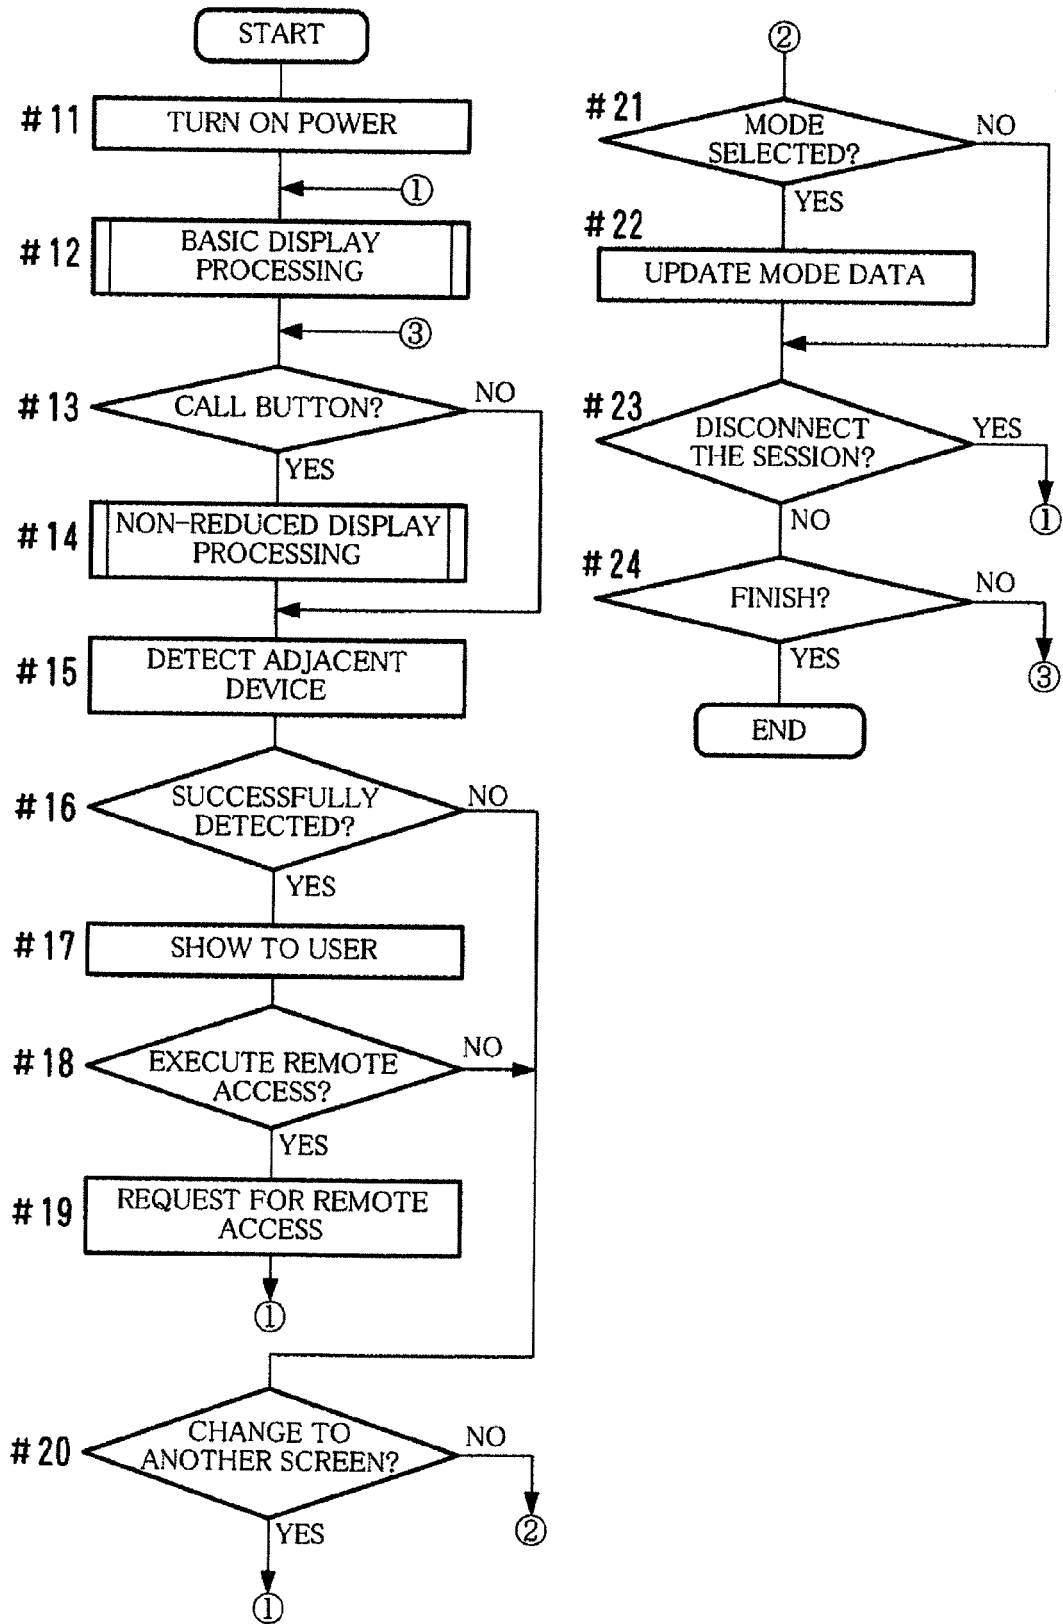 START
#11
TURN ON POWER
①
#12
BASIC DISPLAY
PROCESSING
③
#13
CALL BUTTON?
NO
YES
#14
NON-REDUCED DISPLAY
PROCESSING
#15
DETECT ADJACENT
DEVICE
#16
SUCCESSFULLY
DETECTED?
NO
YES
#17
SHOW TO USER
#18
EXECUTE REMOTE
ACCESS?
NO
YES
#19
REQUEST FOR REMOTE
ACCESS
①
#20
CHANGE TO
ANOTHER SCREEN?
NO
②
YES
①
②
#21
MODE
SELECTED?
NO
YES
#22
UPDATE MODE DATA
#23
DISCONNECT
THE SESSION?
YES
①
NO
#24
FINISH?
NO
③
YES
END